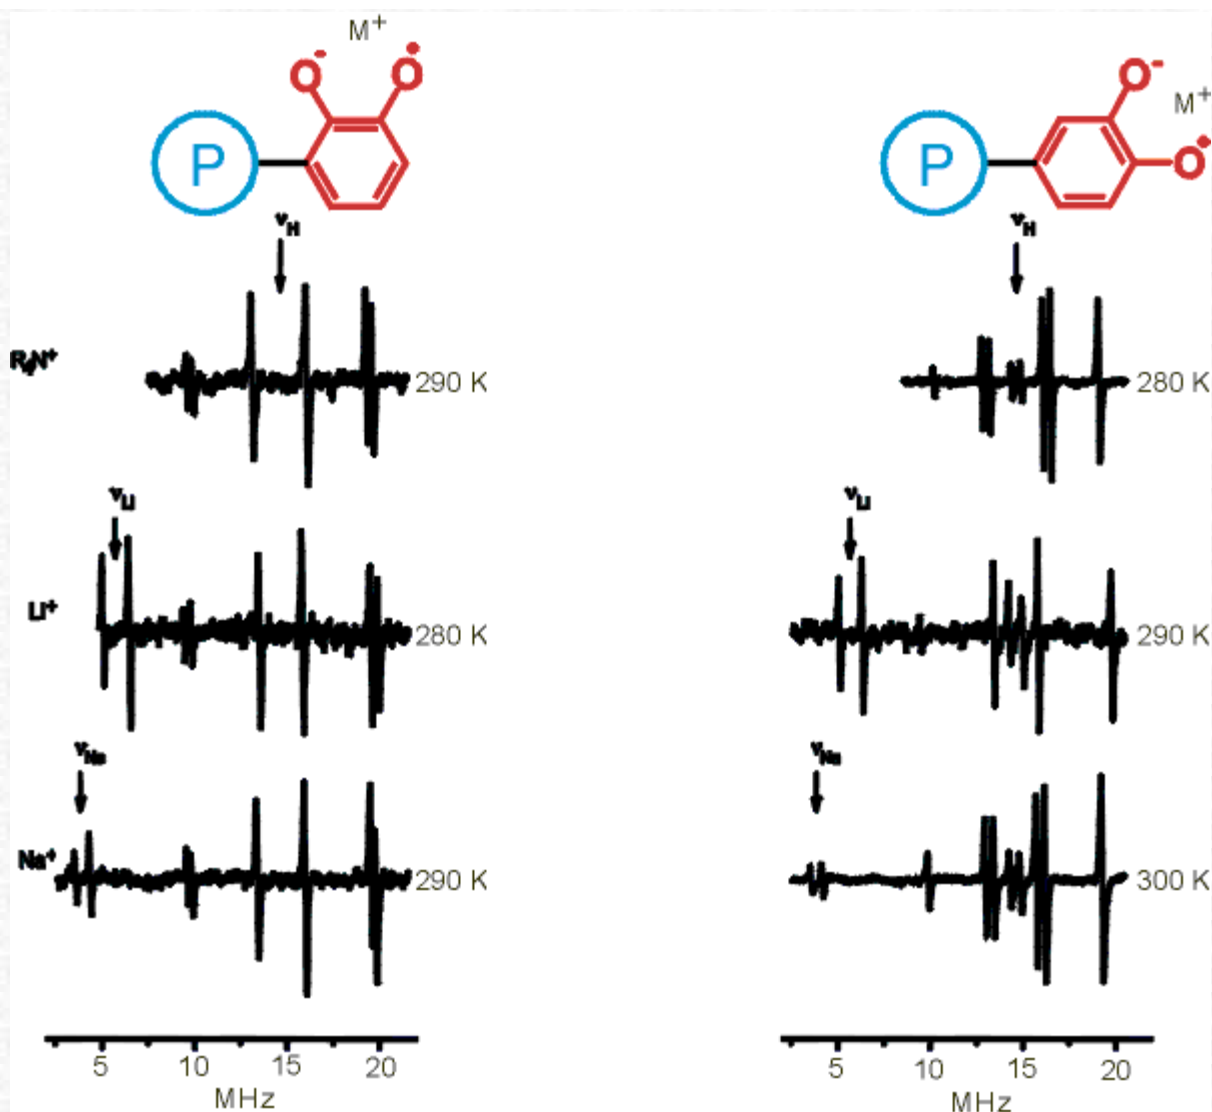 M⁺
O⁻ O•
P
O⁻
M⁺
P O•
νH
νH
R₄N⁺ 290 K
280 K
νLi
νLi
Li⁺ 280 K
290 K
νNa
νNa
Na⁺ 290 K
300 K
5 10 15 20
5 10 15 20
MHz
MHz